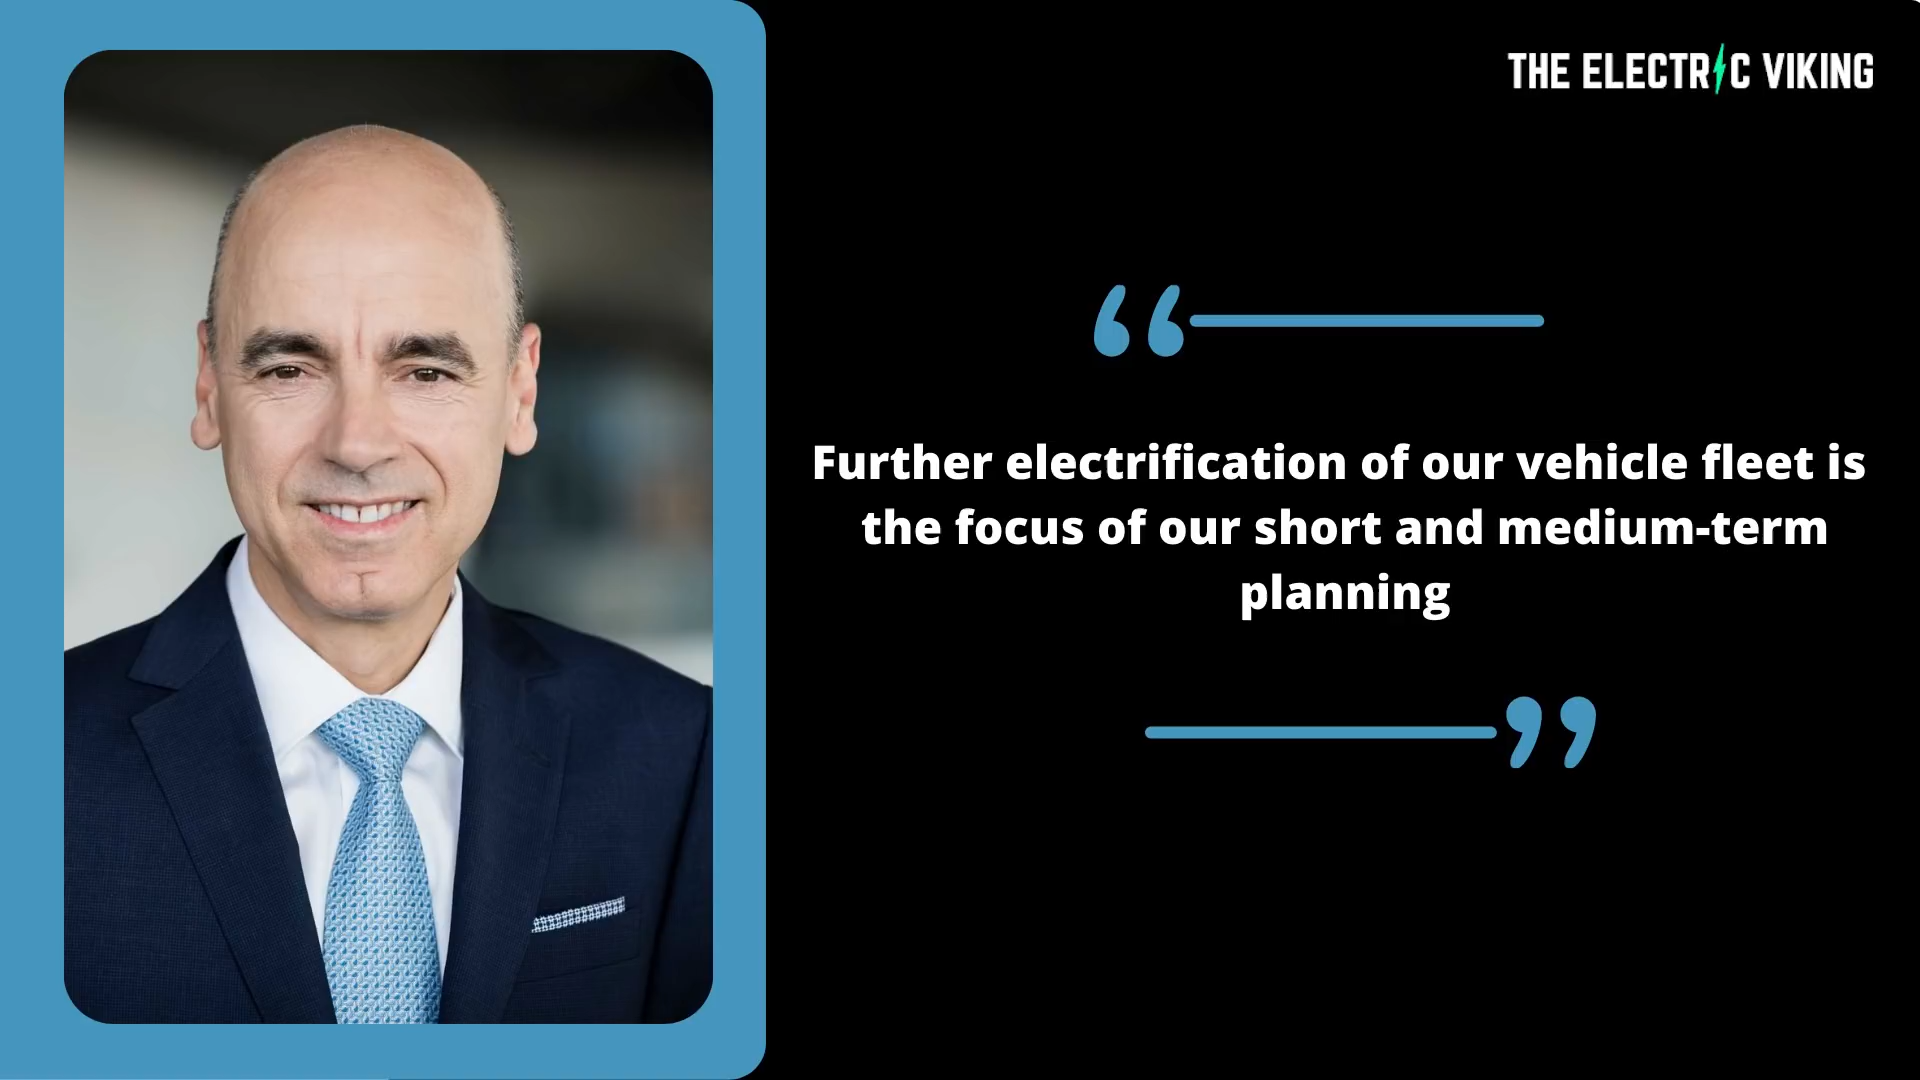 THE ELECTRIC VIKING
“
Further electrification of our vehicle fleet is
the focus of our short and medium-term
planning
”